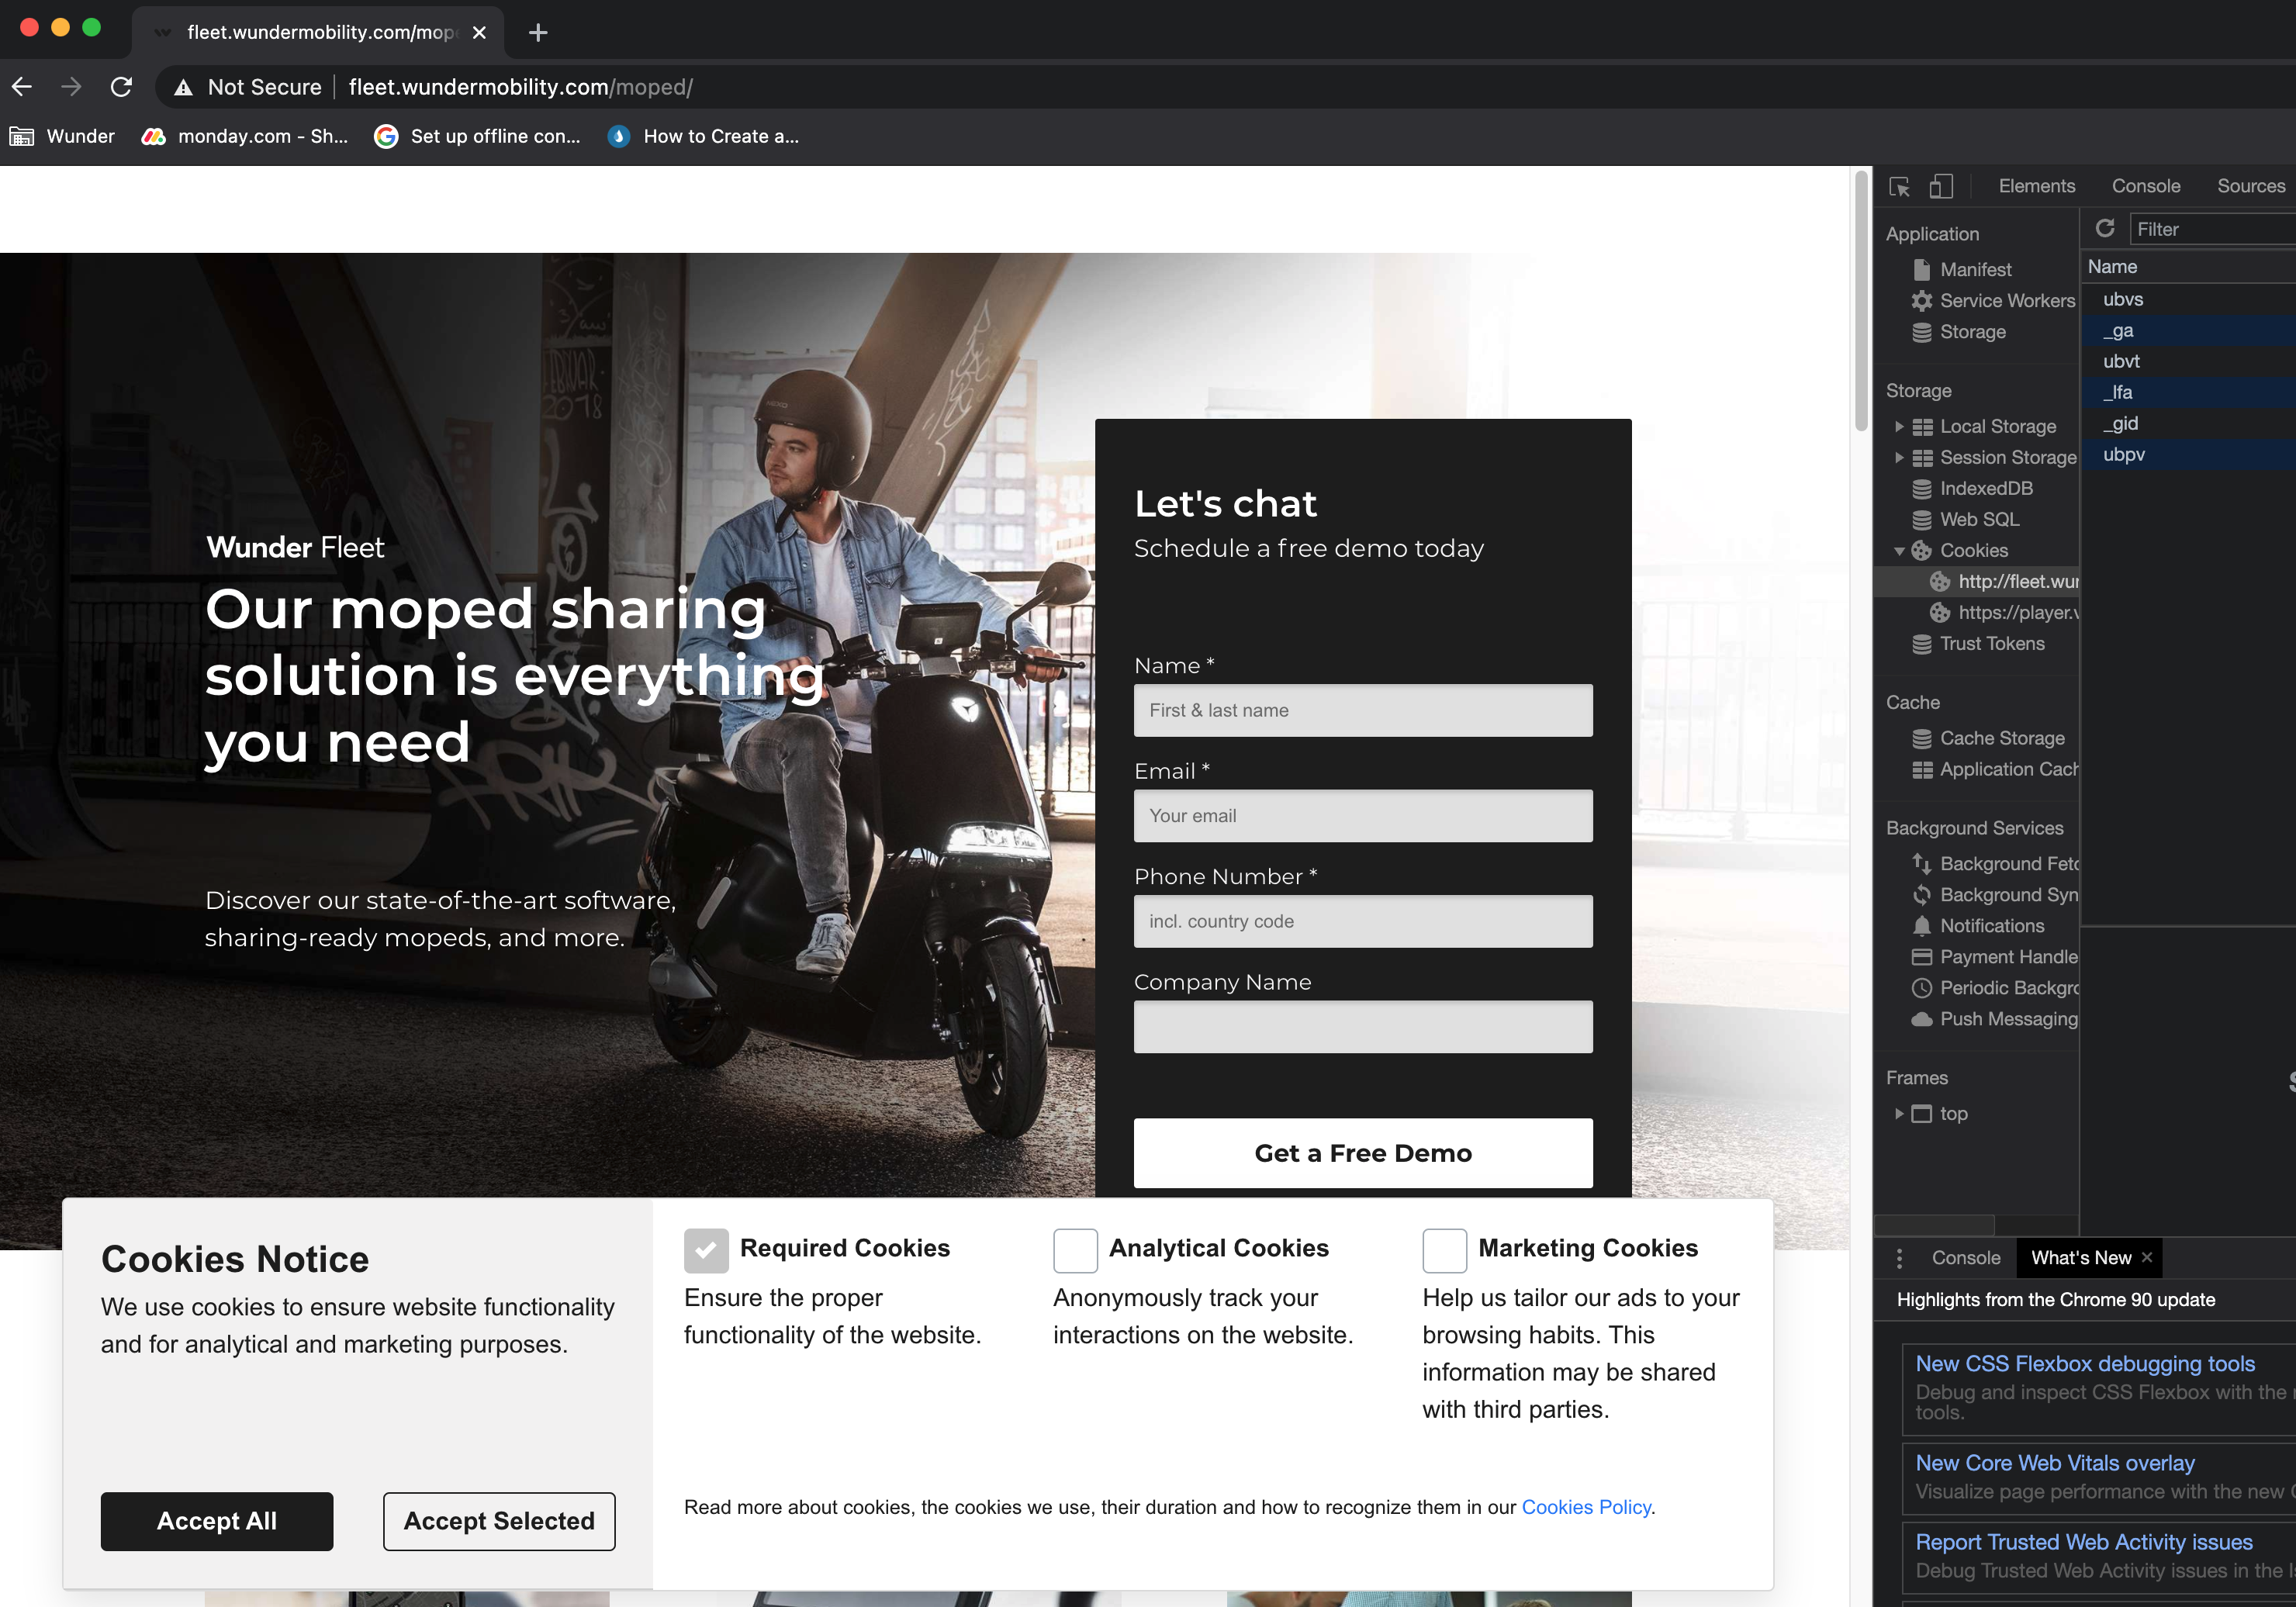 fleet.wundermobility.com/mop
Not Secure
fleet.wundermobility.com/moped/
Wunder
monday.com - Sh...
Set up offline con...
How to Create a...
Wunder Fleet
Our moped sharing
solution is everything
you need
Discover our state-of-the-art software,
sharing-ready mopeds, and more.
Let's chat
Schedule a free demo today
Name *
First & last name
Email *
Your email
Phone Number *
incl. country code
Company Name
Get a Free Demo
Cookies Notice
We use cookies to ensure website functionality
and for analytical and marketing purposes.
Accept All
Accept Selected
Required Cookies
Ensure the proper
functionality of the website.
Analytical Cookies
Anonymously track your
interactions on the website.
Marketing Cookies
Help us tailor our ads to your
browsing habits. This
information may be shared
with third parties.
Read more about cookies, the cookies we use, their duration and how to recognize them in our Cookies Policy.
Elements
Console
Sources
Application
Manifest
Service Workers
Storage
Storage
Local Storage
Session Storage
IndexedDB
Web SQL
Cookies
http://fleet.wur
https://player.v
Trust Tokens
Cache
Cache Storage
Application Cach
Background Services
Background Fetc
Background Syn
Notifications
Payment Handle
Periodic Backgro
Push Messaging
Frames
top
Filter
Name
ubvs
_ga
ubvt
_lfa
_gid
ubpv
Console
What's New
Highlights from the Chrome 90 update
New CSS Flexbox debugging tools
Debug and inspect CSS Flexbox with the
tools.
New Core Web Vitals overlay
Visualize page performance with the new
Report Trusted Web Activity issues
Debug Trusted Web Activity issues in the
FEBRUAR
2018